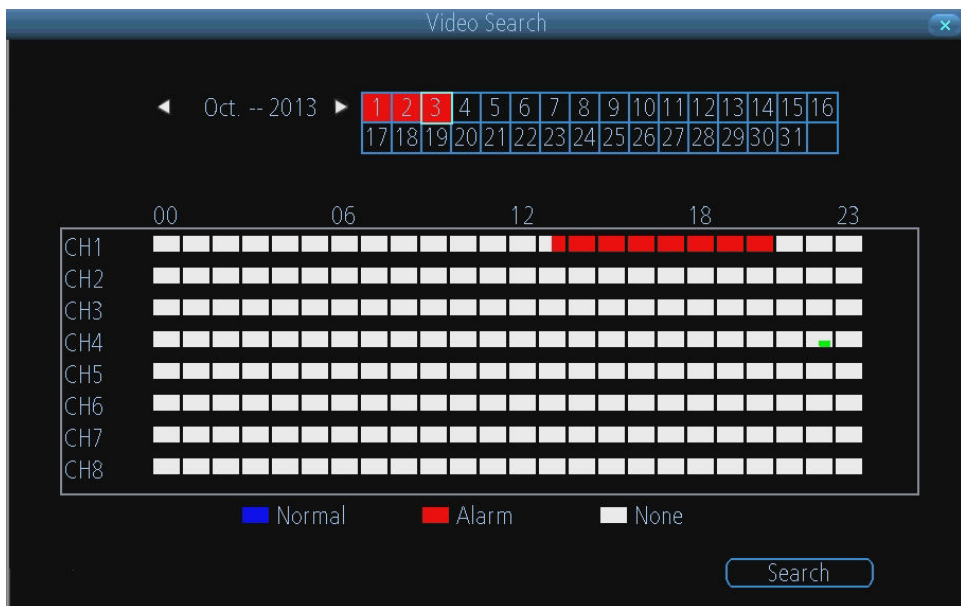 Video Search
Oct. -- 2013 1 2 3 4 5 6 7 8 9 10 11 12 13 14 15 16
17 18 19 20 21 22 23 24 25 26 27 28 29 30 31
00 06 12 18 23
CH1
CH2
CH3
CH4
CH5
CH6
CH7
CH8
Normal Alarm None
Search